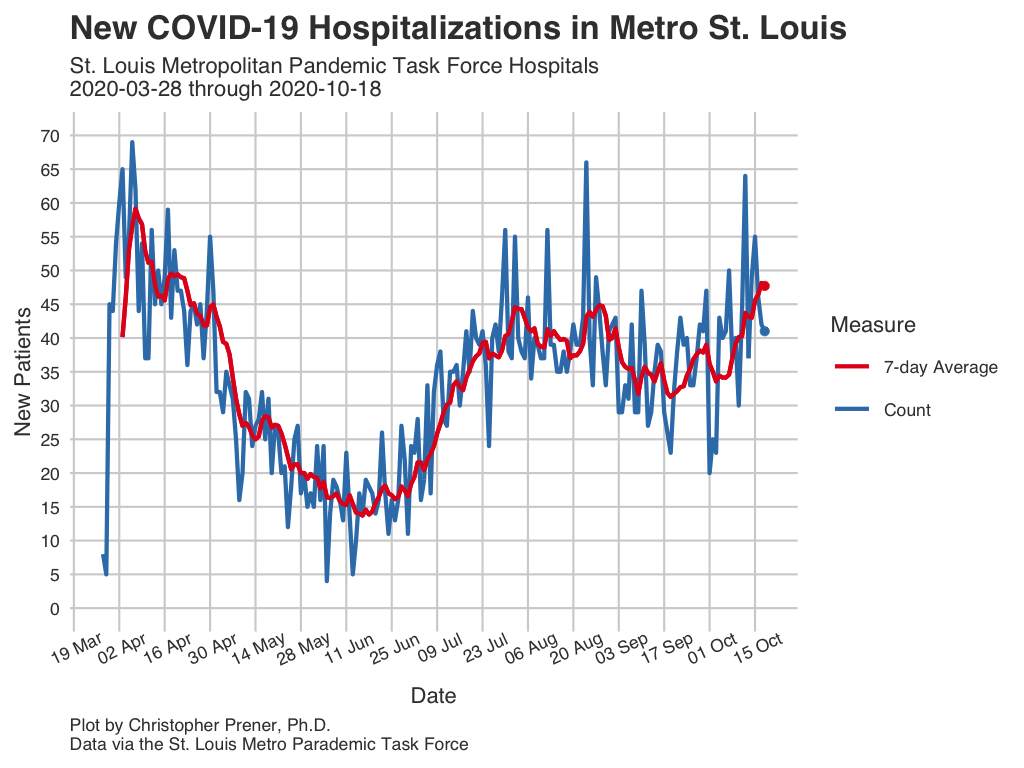 New COVID-19 Hospitalizations in Metro St. Louis
St. Louis Metropolitan Pandemic Task Force Hospitals
2020-03-28 through 2020-10-18
70
65
60
55
50
45
40
35
30
25
20
15
10
5
0
New Patients
19 Mar
02 Apr
16 Apr
30 Apr
14 May
28 May
11 Jun
25 Jun
09 Jul
23 Jul
06 Aug
20 Aug
03 Sep
17 Sep
01 Oct
15 Oct
Date
Measure
7-day Average
Count
Plot by Christopher Prener, Ph.D.
Data via the St. Louis Metro Parademic Task Force